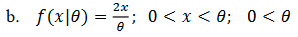 b. f(x|θ) = 2x/θ; 0 < x < θ; 0 < θ